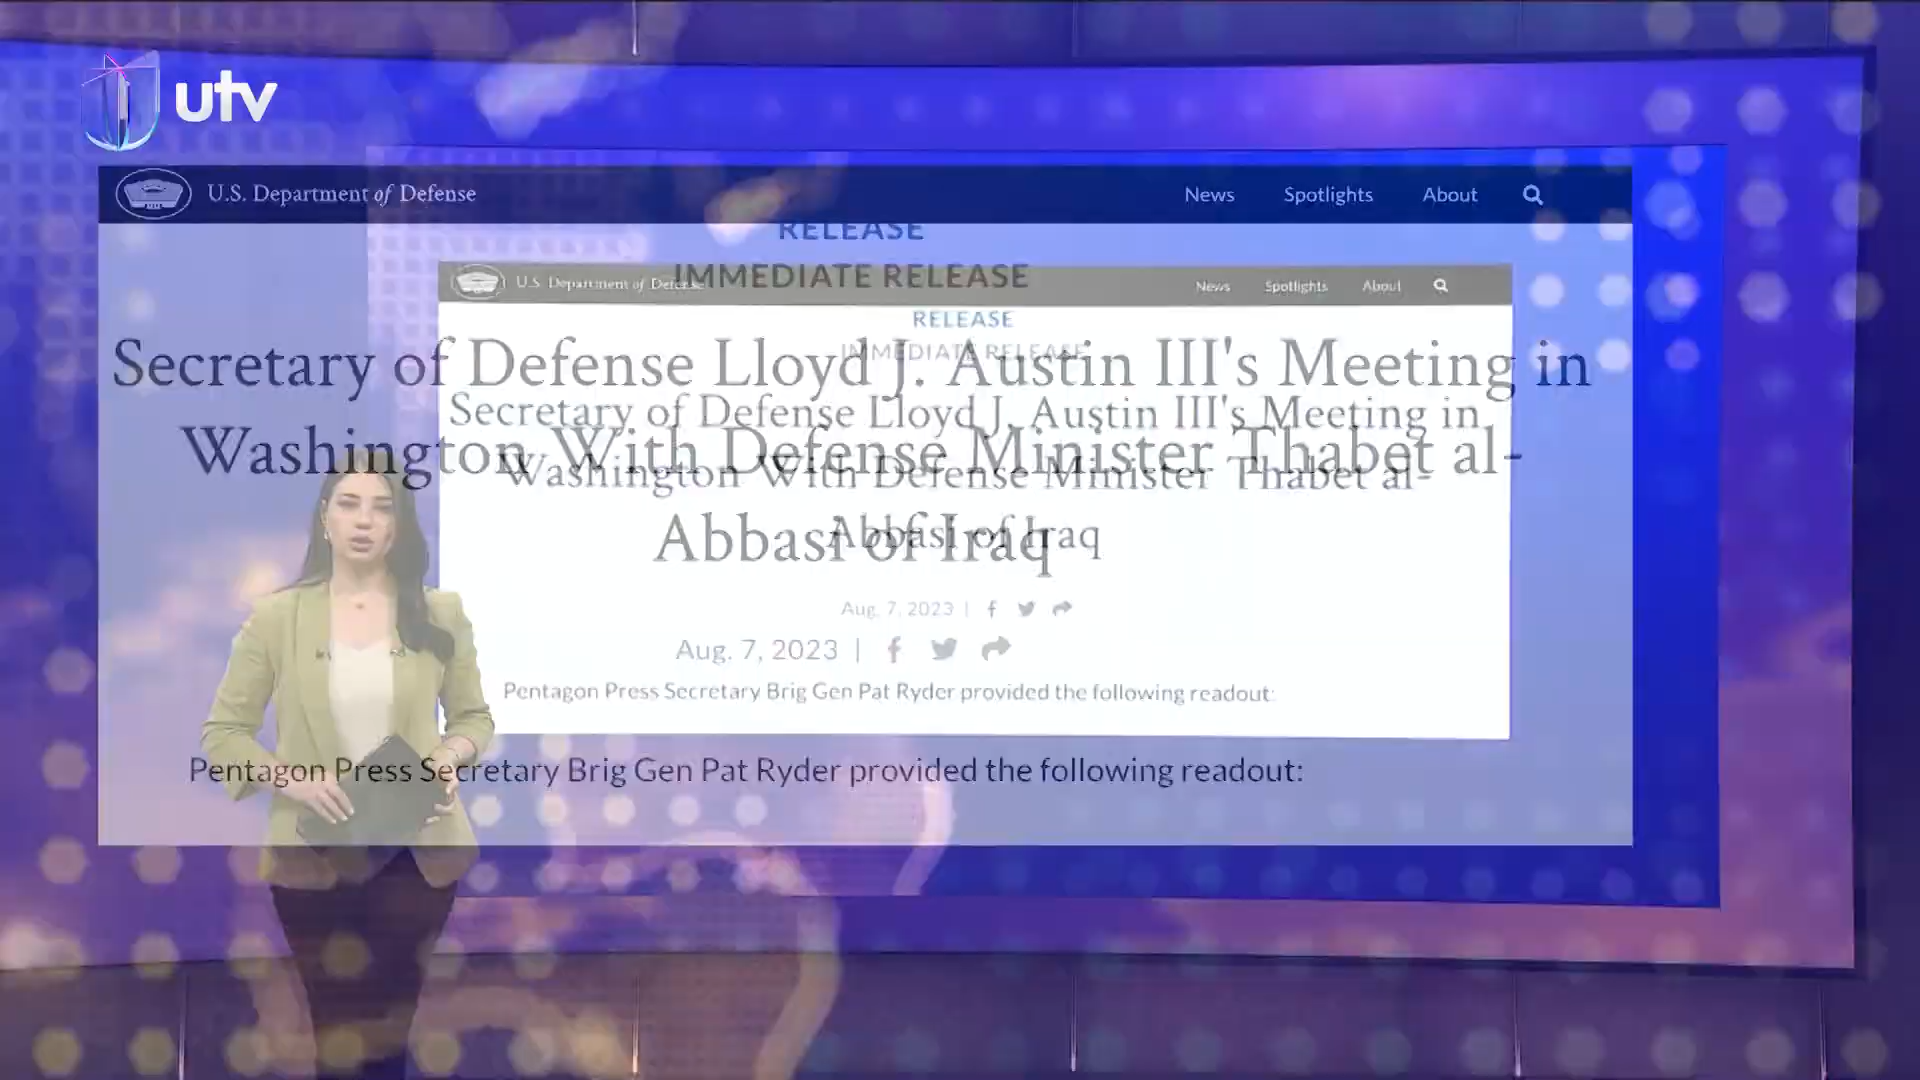 utv
U.S. Department of Defense
News Spotlights About
RELEASE
IMMEDIATE RELEASE
Secretary of Defense Lloyd J. Austin III's Meeting in
Washington With Defense Minister Thabet al-
Abbasi of Iraq
Aug. 7, 2023 |
Pentagon Press Secretary Brig Gen Pat Ryder provided the following readout:
U.S. Department of Defense
News Spotlights About
RELEASE
IMMEDIATE RELEASE
Secretary of Defense Lloyd J. Austin III's Meeting in
Washington With Defense Minister Thabet al-
Abbasi of Iraq
Aug. 7, 2023 |
Pentagon Press Secretary Brig Gen Pat Ryder provided the following readout: